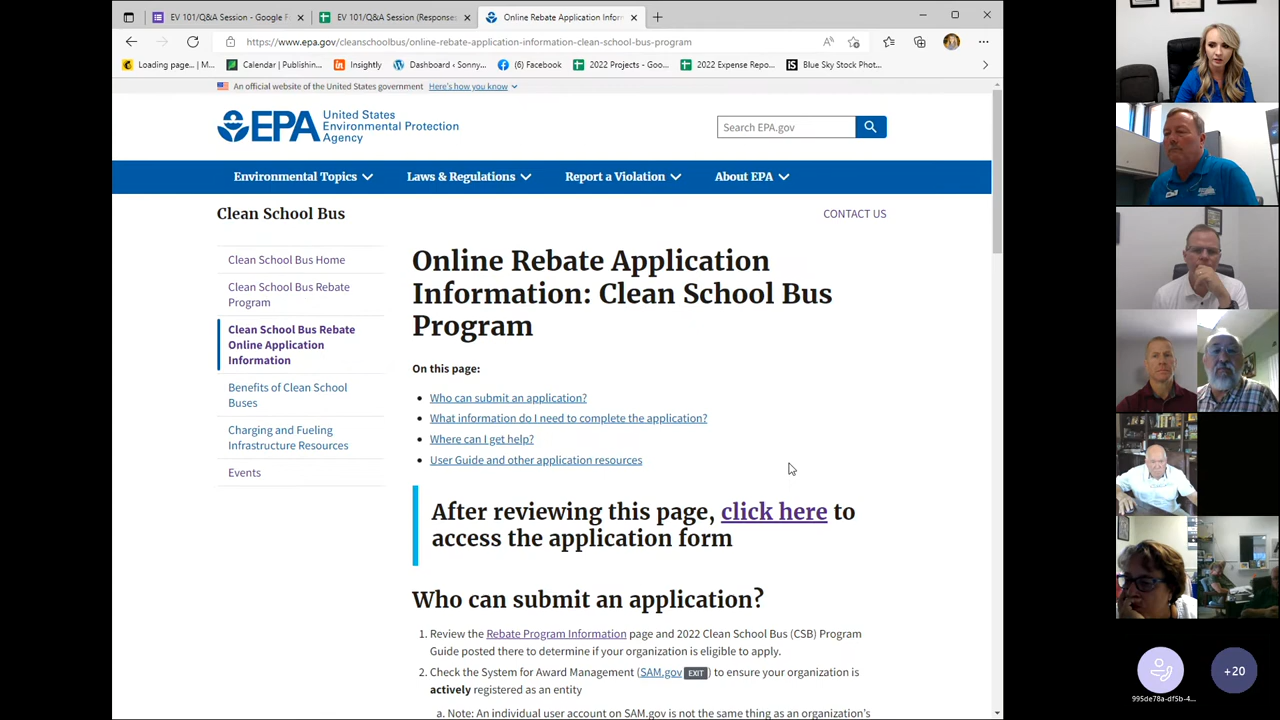 EV 101/Q&A Session - Google F
EV 101/Q&A Session (Responses
Online Rebate Application Inforr
https://www.epa.gov/cleanschoolbus/online-rebate-application-information-clean-school-bus-program
Loading page... | M...
Calendar | Publishin...
Insightly
Dashboard ‹ Sonny...
(6) Facebook
2022 Projects - Goo...
2022 Expense Repo...
Blue Sky Stock Phot...
An official website of the United States government Here's how you know
EPA
United States
Environmental Protection
Agency
Search EPA.gov
Environmental Topics
Laws & Regulations
Report a Violation
About EPA
Clean School Bus
CONTACT US
Clean School Bus Home
Clean School Bus Rebate
Program
Clean School Bus Rebate
Online Application
Information
Benefits of Clean School
Buses
Charging and Fueling
Infrastructure Resources
Events
Online Rebate Application
Information: Clean School Bus
Program
On this page:
• Who can submit an application?
• What information do I need to complete the application?
• Where can I get help?
• User Guide and other application resources
After reviewing this page, click here to
access the application form
Who can submit an application?
1. Review the Rebate Program Information page and 2022 Clean School Bus (CSB) Program
Guide posted there to determine if your organization is eligible to apply.
2. Check the System for Award Management (SAM.gov EXIT) to ensure your organization is
actively registered as an entity
a. Note: An individual user account on SAM.gov is not the same thing as an organization's
+20
995de78a-df5b-4...